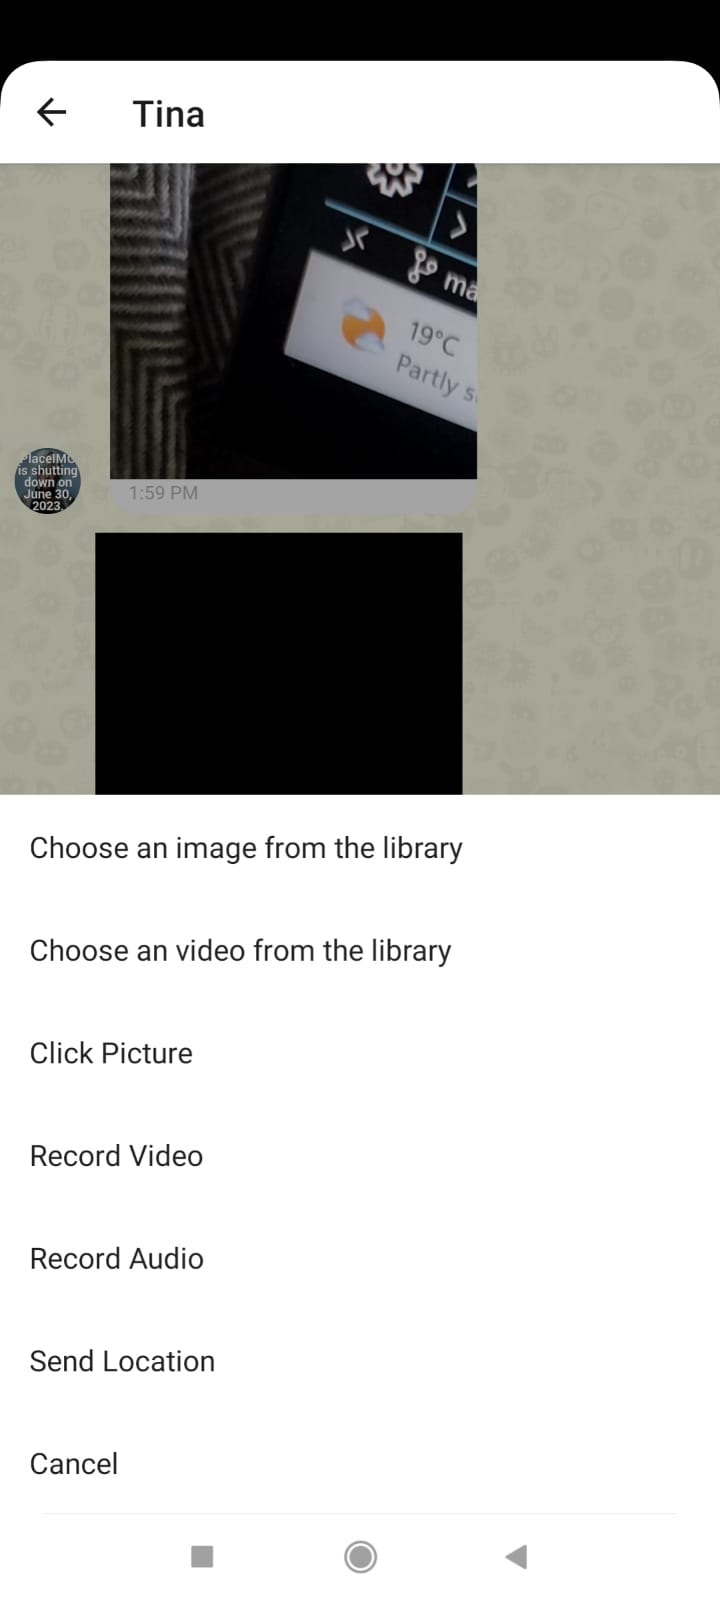 Tina
ma
19°C
Partly s
PlaceIMG
is shutting
down on
June 30,
2023.
1:59 PM
Choose an image from the library
Choose an video from the library
Click Picture
Record Video
Record Audio
Send Location
Cancel